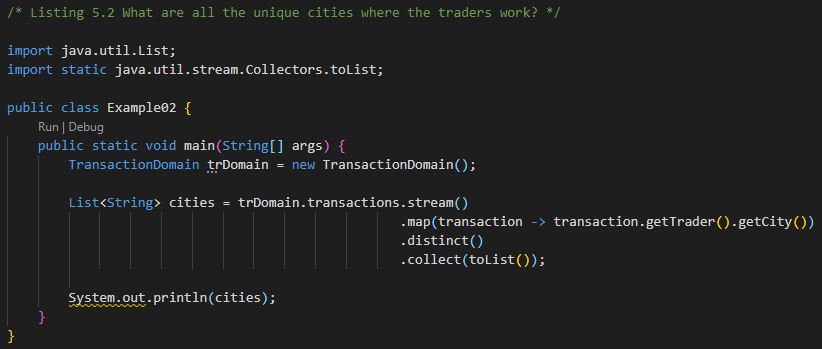 /* Listing 5.2 What are all the unique cities where the traders work? */
import java.util.List;
import static java.util.stream.Collectors.toList;
public class Example02 {
Run | Debug
public static void main(String[] args) {
TransactionDomain trDomain = new TransactionDomain();
List<String> cities = trDomain.transactions.stream()
.map(transaction -> transaction.getTrader().getCity())
.distinct()
.collect(toList());
System.out.println(cities);
}
}